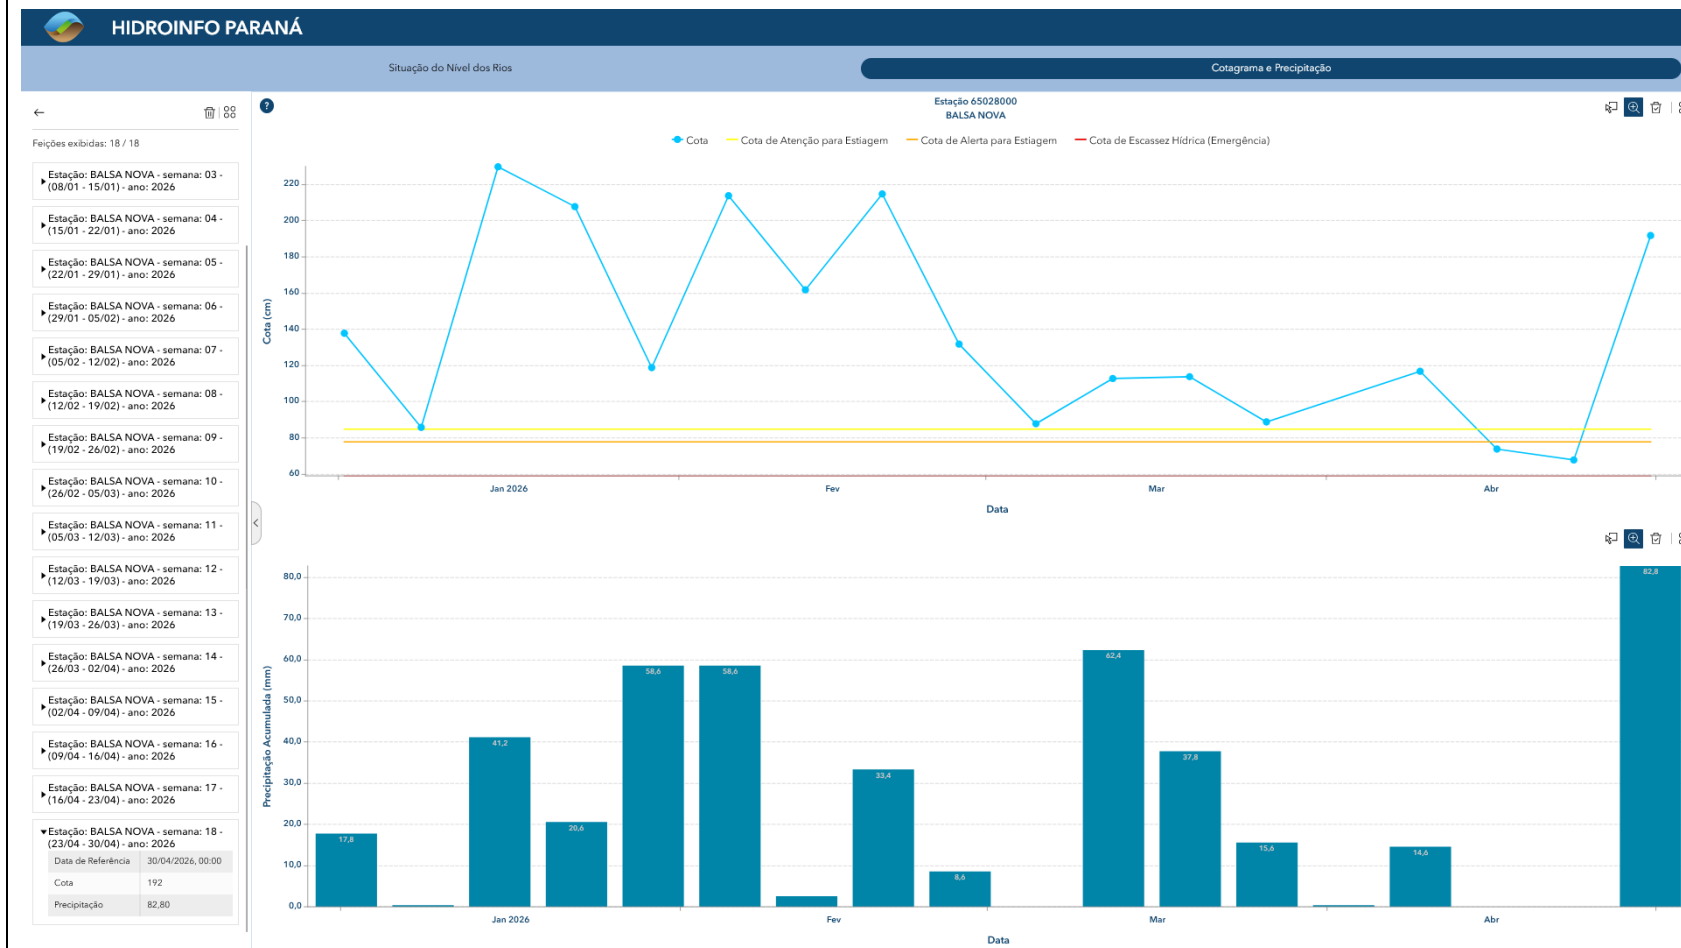 HIDROINFO PARANÁ
Situação do Nível dos Rios
Cotagrama e Precipitação
Feições exibidas: 18 / 18
Estação: BALSA NOVA - semana: 03 -
(08/01 - 15/01) - ano: 2026
Estação: BALSA NOVA - semana: 04 -
(15/01 - 22/01) - ano: 2026
Estação: BALSA NOVA - semana: 05 -
(22/01 - 29/01) - ano: 2026
Estação: BALSA NOVA - semana: 06 -
(29/01 - 05/02) - ano: 2026
Estação: BALSA NOVA - semana: 07 -
(05/02 - 12/02) - ano: 2026
Estação: BALSA NOVA - semana: 08 -
(12/02 - 19/02) - ano: 2026
Estação: BALSA NOVA - semana: 09 -
(19/02 - 26/02) - ano: 2026
Estação: BALSA NOVA - semana: 10 -
(26/02 - 05/03) - ano: 2026
Estação: BALSA NOVA - semana: 11 -
(05/03 - 12/03) - ano: 2026
Estação: BALSA NOVA - semana: 12 -
(12/03 - 19/03) - ano: 2026
Estação: BALSA NOVA - semana: 13 -
(19/03 - 26/03) - ano: 2026
Estação: BALSA NOVA - semana: 14 -
(26/03 - 02/04) - ano: 2026
Estação: BALSA NOVA - semana: 15 -
(02/04 - 09/04) - ano: 2026
Estação: BALSA NOVA - semana: 16 -
(09/04 - 16/04) - ano: 2026
Estação: BALSA NOVA - semana: 17 -
(16/04 - 23/04) - ano: 2026
Estação: BALSA NOVA - semana: 18 -
(23/04 - 30/04) - ano: 2026
Data de Referência 30/04/2026, 00:00
Cota 192
Precipitação 82,80
?
Estação 65028000
BALSA NOVA
Cota Cota de Atenção para Estiagem Cota de Alerta para Estiagem Cota de Escassez Hídrica (Emergência)
Cota (cm)
220
200
180
160
140
120
100
80
60
Jan 2026 Fev Mar Abr
Data
Precipitação Acumulada (mm)
80,0
70,0
60,0
50,0
40,0
30,0
20,0
10,0
0,0
17,8
41,2
20,6
58,6
58,6
33,4
8,6
62,4
37,8
15,6
14,6
82,8
Jan 2026 Fev Mar Abr
Data